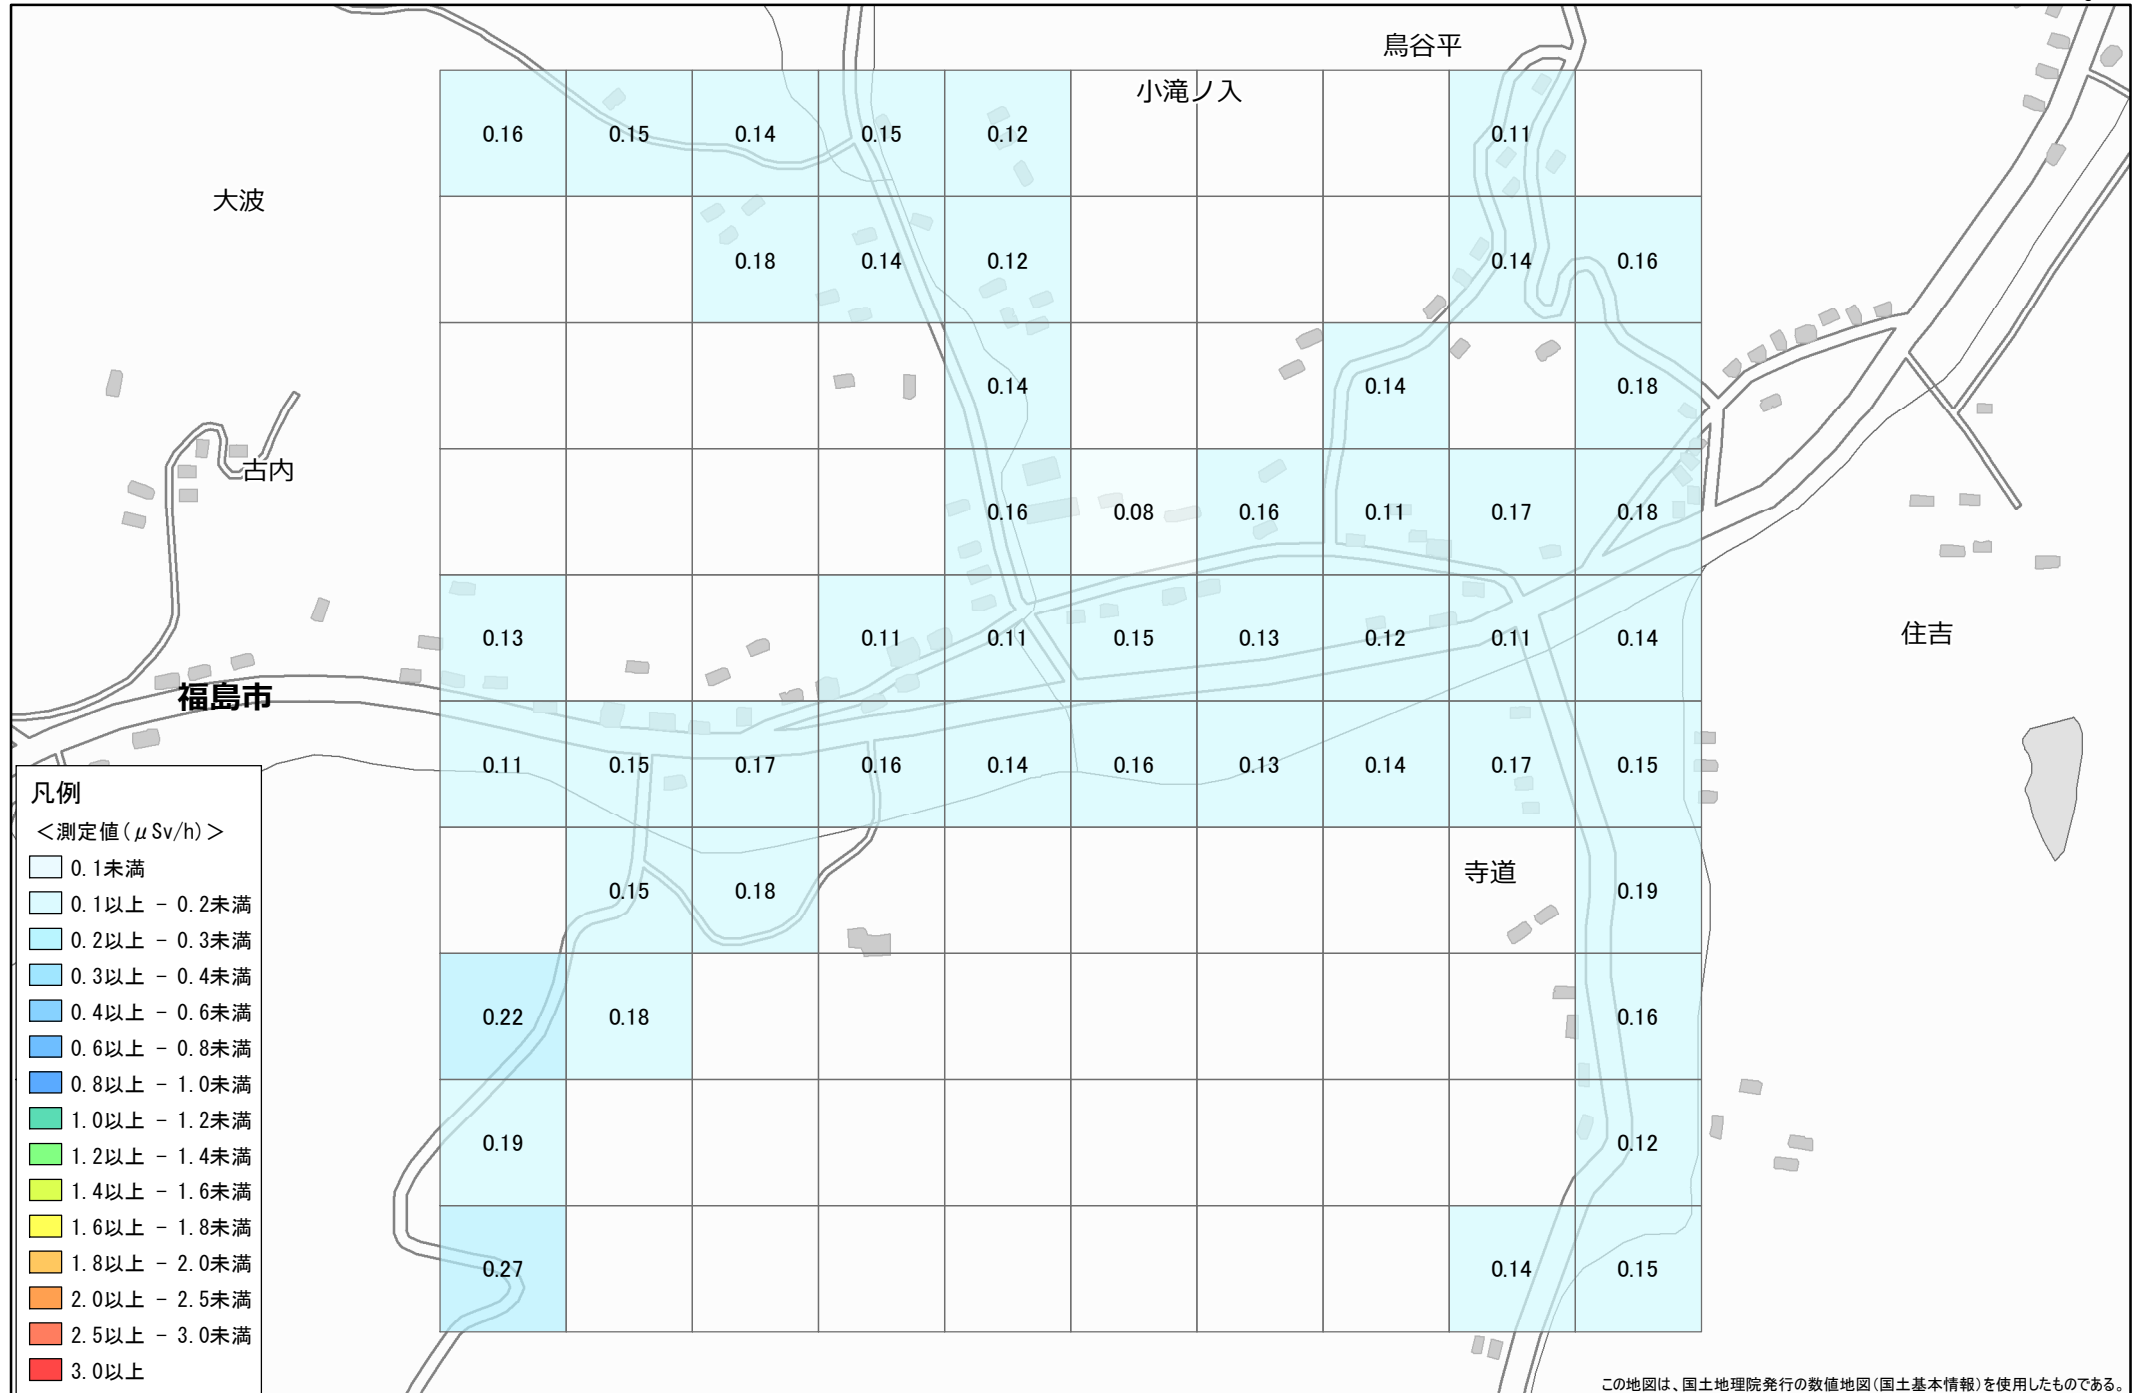 鳥谷平
小滝ノ入
0.16 0.15 0.14 0.15 0.12 0.11
大波
0.18 0.14 0.12 0.14 0.16
0.14 0.14 0.18
古内
0.16 0.08 0.16 0.11 0.17 0.18
0.13 0.11 0.11 0.15 0.13 0.12 0.11 0.14
住吉
福島市
0.11 0.15 0.17 0.16 0.14 0.16 0.13 0.14 0.17 0.15
寺道
0.15 0.18 0.19
0.22 0.18 0.16
0.19 0.12
0.27 0.14 0.15
凡例
＜測定値(μSv/h)＞
0.1未満
0.1以上 － 0.2未満
0.2以上 － 0.3未満
0.3以上 － 0.4未満
0.4以上 － 0.6未満
0.6以上 － 0.8未満
0.8以上 － 1.0未満
1.0以上 － 1.2未満
1.2以上 － 1.4未満
1.4以上 － 1.6未満
1.6以上 － 1.8未満
1.8以上 － 2.0未満
2.0以上 － 2.5未満
2.5以上 － 3.0未満
3.0以上
この地図は、国土地理院発行の数値地図(国土基本情報)を使用したものである。